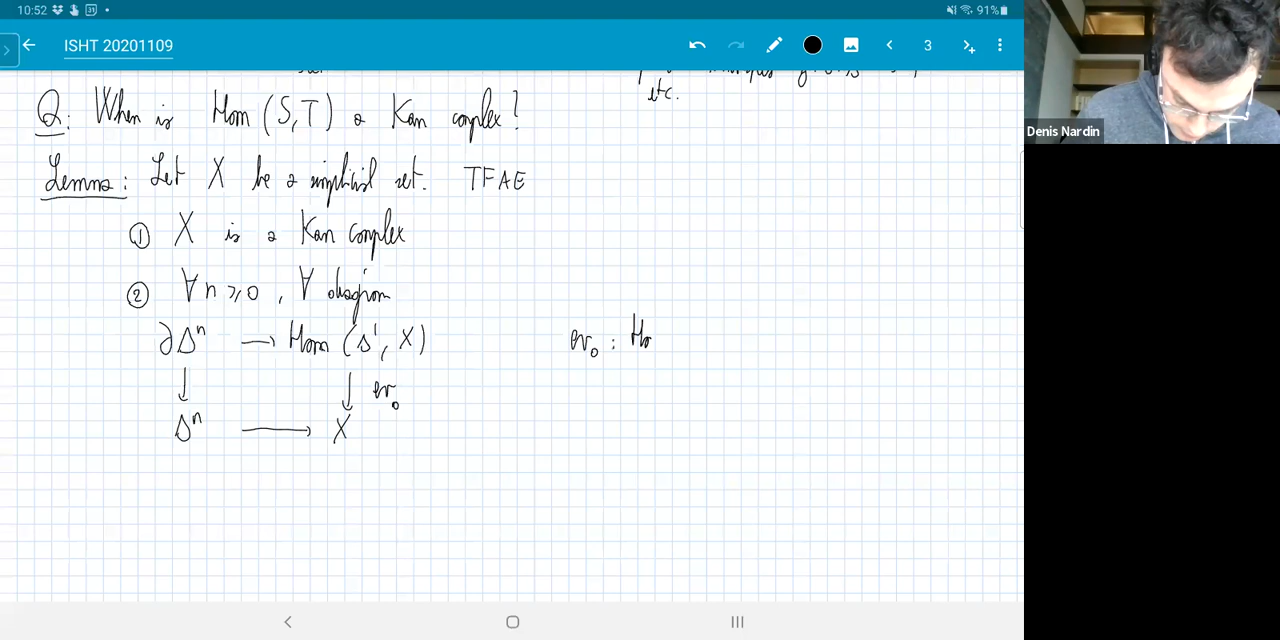 10:52 31 91%
ISHT 20201109 3
etc.
Q: When is Hom (S,T) a Kan complex?
Lemma: Let X be a simplicial set. TFAE
① X is a Kan complex
② ∀ n ≥ 0, ∀ diagram
∂Δⁿ → Hom (Δ¹, X) ev₀ : Ho
↓ ↓ ev₀
Δⁿ → X
Denis Nardin